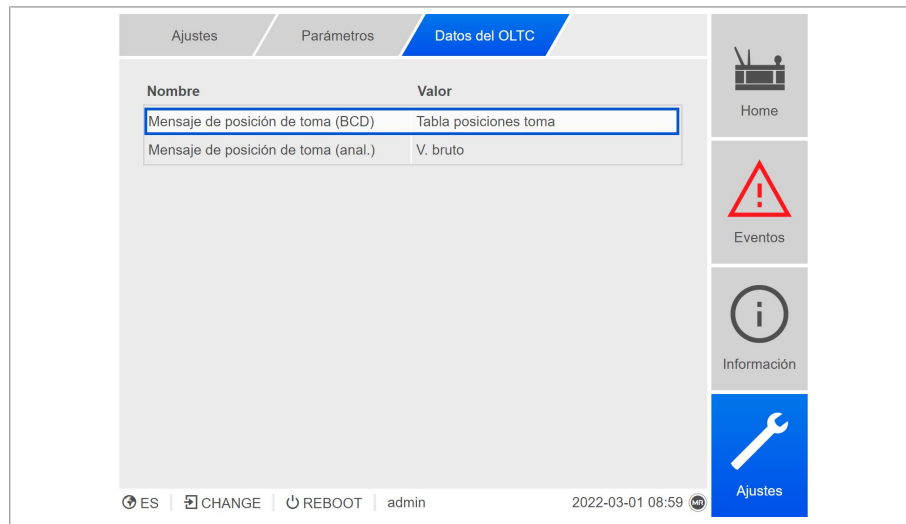 Ajustes Parámetros Datos del OLTC
Nombre Valor
Mensaje de posición de toma (BCD) Tabla posiciones toma
Mensaje de posición de toma (anal.) V. bruto
Home
Eventos
Información
Ajustes
ES CHANGE REBOOT admin 2022-03-01 08:59 MR